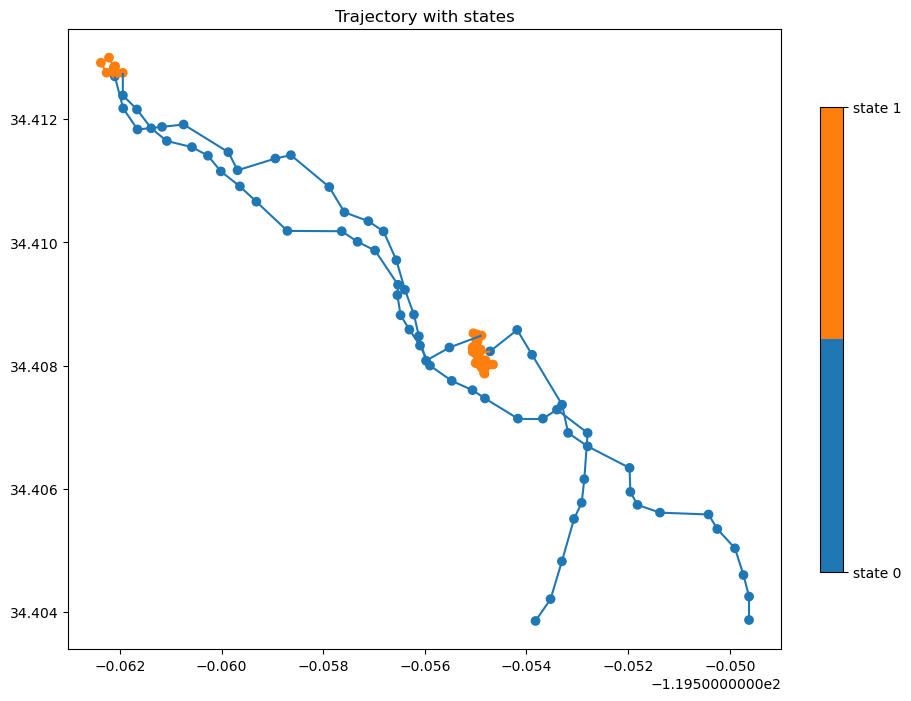 Trajectory with states
state 1
34.412
34.410
34.408
34.406
state 0
34.404
−0.062 −0.060 −0.058 −0.056 −0.054 −0.052 −0.050
−1.1950000000e2